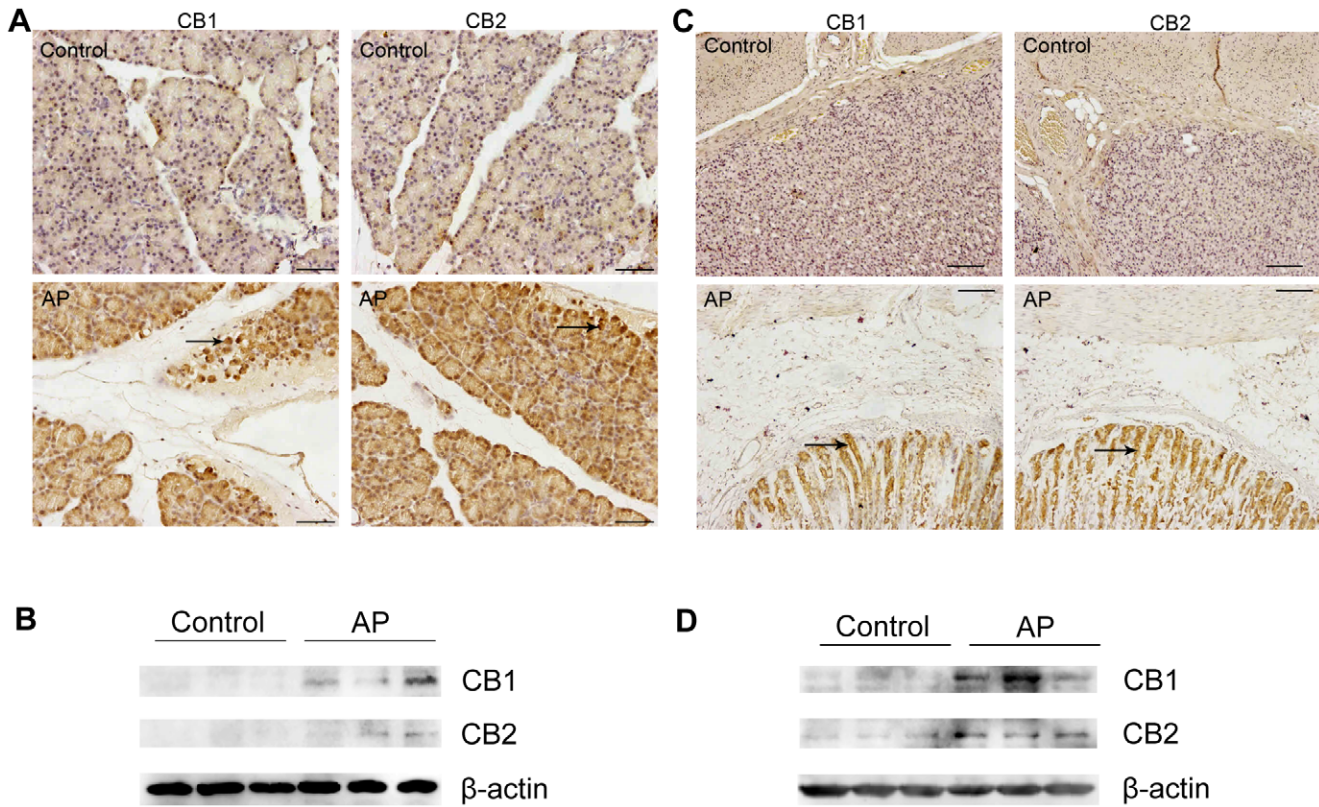 A
CB1
CB2
Control
Control
AP
AP
C
CB1
CB2
Control
Control
AP
AP
B
Control
AP
CB1
CB2
β-actin
D
Control
AP
CB1
CB2
β-actin